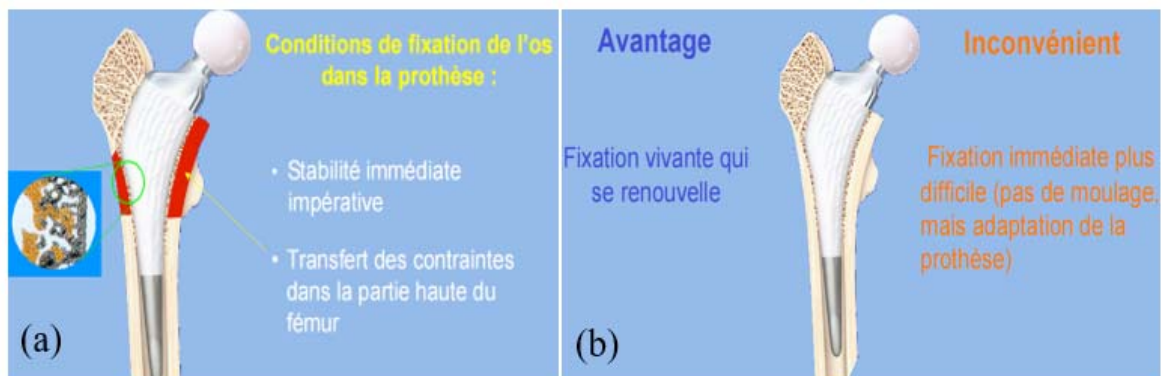 Conditions de fixation de l'os
dans la prothèse :
• Stabilité immédiate
impérative
• Transfert des contraintes
dans la partie haute du
fémur
(a)
Avantage
Fixation vivante qui
se renouvelle
Inconvénient
Fixation immédiate plus
difficile (pas de moulage,
mais adaptation de la
prothèse)
(b)